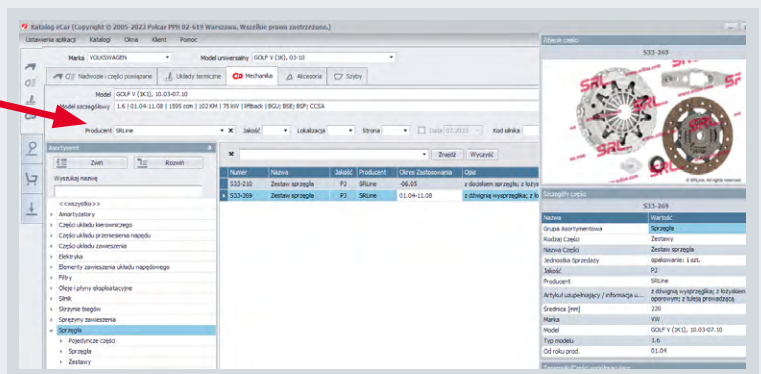 Katalog eCar (Copyright © 2005-2023 Polcar PPH 02-619 Warszawa. Wszelkie prawa zastrzeżone.)
Ustawienia aplikacji Katalogi Okna Klient Pomoc
Marka VOLKSWAGEN Model uniwersalny GOLF V (1K), 03-10
Nadwozie i części powiązane Układy termiczne Mechanika Akcesoria Szyby
Model GOLF V (1K1), 10.03-07.10
Model szczegółowy 1.6 | 01.04-11.08 | 1595 ccm | 102 KM | 75 kW | liftback | BGU; BSE; BSF; CCSA
Producent SRLine Jakość Lokalizacja Strona Data 07.2023 Kod silnika
Asortyment
Zwiń Rozwiń
Wyszukaj nazwę
<<wszystko>>
Amortyzatory
Części układu kierowniczego
Części układu przeniesienia napędu
Części układu zawieszenia
Elektryka
Elementy zawieszenia układu napędowego
Filtry
Oleje i płyny eksploatacyjne
Silnik
Skrzynie biegów
Sprężyny zawieszenia
Sprzęgła
Pojedyncze części
Sprzęgła
Zestawy
Znajdź Wyczyść
Numer Nazwa Jakość Producent Okres Zastosowania Opis
S33-210 Zestaw sprzęgła PJ SRLine -06.05 z dociskiem sprzęgła; z łożys
S33-269 Zestaw sprzęgła PJ SRLine 01.04-11.08 z dźwignią wysprzęglika; z ło
Zdjęcie części
S33-269
SRL
SRL
SRL
Szczegóły części
S33-269
Nazwa Wartość
Grupa Asortymentowa Sprzęgła
Rodzaj Części Zestawy
Nazwa Części Zestaw sprzęgła
Jednostka Sprzedaży opakowanie: 1 szt.
Jakość PJ
Producent SRLine
Artykuł uzupełniający / informacja u... z dźwignią wysprzęglika; z łożyskiem oporowym; z tuleją prowadzącą
Średnica [mm] 220
Marka VW
Model GOLF V (1K1), 10.03-07.10
Typ modelu 1.6
Od roku prod. 01.04